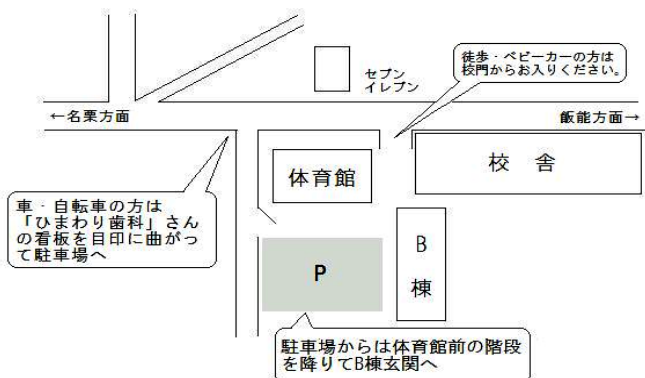 徒歩・ベビーカーの方は
校門からお入りください。
セブン
イレブン
←名栗方面
飯能方面→
体育館
校　舎
車・自転車の方は
「ひまわり歯科」さん
の看板を目印に曲がっ
て駐車場へ
B
棟
P
駐車場からは体育館前の階段
を降りてB棟玄関へ